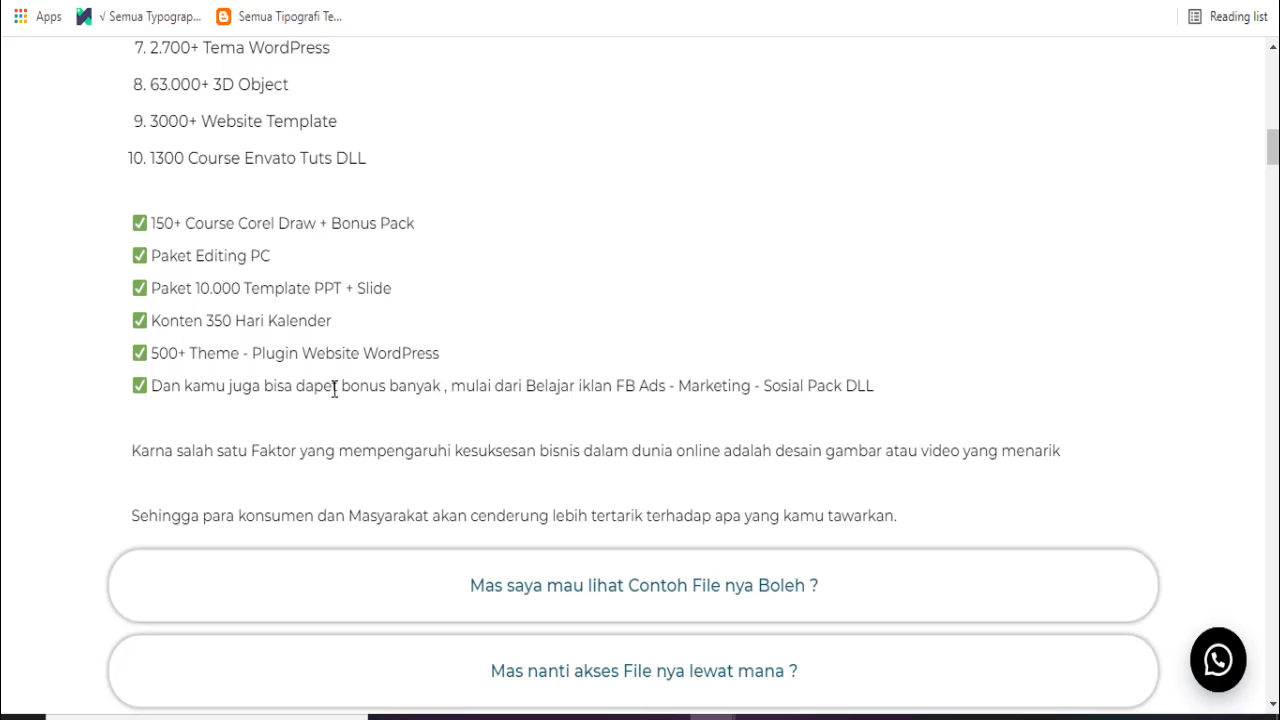 Apps √ Semua Typograp... Semua Tipografi Te... Reading list
7. 2.700+ Tema WordPress
8. 63.000+ 3D Object
9. 3000+ Website Template
10. 1300 Course Envato Tuts DLL
✅ 150+ Course Corel Draw + Bonus Pack
✅ Paket Editing PC
✅ Paket 10.000 Template PPT + Slide
✅ Konten 350 Hari Kalender
✅ 500+ Theme - Plugin Website WordPress
✅ Dan kamu juga bisa dapet bonus banyak , mulai dari Belajar iklan FB Ads - Marketing - Sosial Pack DLL
Karna salah satu Faktor yang mempengaruhi kesuksesan bisnis dalam dunia online adalah desain gambar atau video yang menarik
Sehingga para konsumen dan Masyarakat akan cenderung lebih tertarik terhadap apa yang kamu tawarkan.
Mas saya mau lihat Contoh File nya Boleh ?
Mas nanti akses File nya lewat mana ?